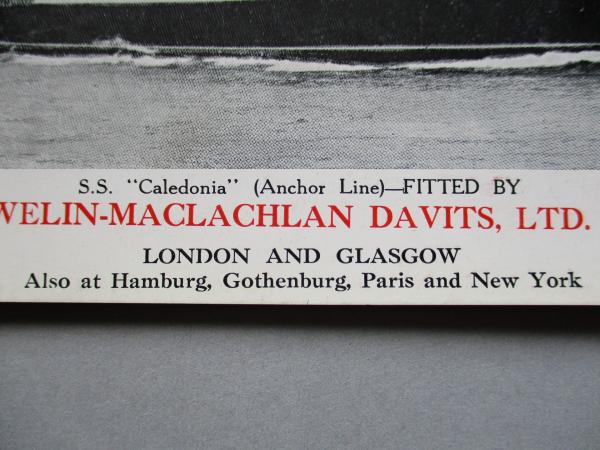 S.S. "Caledonia" (Anchor Line)—FITTED BY
WELIN-MACLACHLAN DAVITS, LTD.
LONDON AND GLASGOW
Also at Hamburg, Gothenburg, Paris and New York